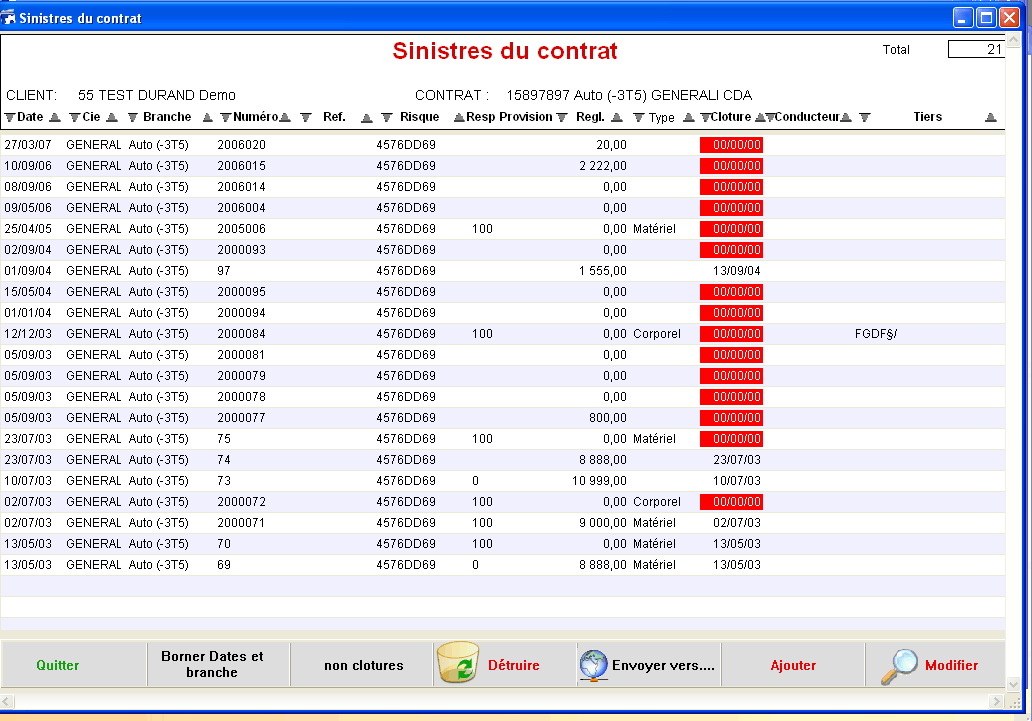 Sinistres du contrat
Sinistres du contrat Total 21
CLIENT: 55 TEST DURAND Demo CONTRAT : 15897897 Auto (-3T5) GENERALI CDA
Date Cie Branche Numéro Ref. Risque Resp Provision Regl. Type Cloture Conducteur Tiers
27/03/07 GENERAL Auto (-3T5) 2006020 4576DD69 20,00 00/00/00
10/09/06 GENERAL Auto (-3T5) 2006015 4576DD69 2 222,00 00/00/00
08/09/06 GENERAL Auto (-3T5) 2006014 4576DD69 0,00 00/00/00
09/05/06 GENERAL Auto (-3T5) 2006004 4576DD69 0,00 00/00/00
25/04/05 GENERAL Auto (-3T5) 2005006 4576DD69 100 0,00 Matériel 00/00/00
02/09/04 GENERAL Auto (-3T5) 2000093 4576DD69 0,00 00/00/00
01/09/04 GENERAL Auto (-3T5) 97 4576DD69 1 555,00 13/09/04
15/05/04 GENERAL Auto (-3T5) 2000095 4576DD69 0,00 00/00/00
01/01/04 GENERAL Auto (-3T5) 2000094 4576DD69 0,00 00/00/00
12/12/03 GENERAL Auto (-3T5) 2000084 4576DD69 100 0,00 Corporel 00/00/00 FGDF§/
05/09/03 GENERAL Auto (-3T5) 2000081 4576DD69 0,00 00/00/00
05/09/03 GENERAL Auto (-3T5) 2000079 4576DD69 0,00 00/00/00
05/09/03 GENERAL Auto (-3T5) 2000078 4576DD69 0,00 00/00/00
05/09/03 GENERAL Auto (-3T5) 2000077 4576DD69 800,00 00/00/00
23/07/03 GENERAL Auto (-3T5) 75 4576DD69 100 0,00 Matériel 00/00/00
23/07/03 GENERAL Auto (-3T5) 74 4576DD69 8 888,00 23/07/03
10/07/03 GENERAL Auto (-3T5) 73 4576DD69 0 10 999,00 10/07/03
02/07/03 GENERAL Auto (-3T5) 2000072 4576DD69 100 0,00 Corporel 00/00/00
02/07/03 GENERAL Auto (-3T5) 2000071 4576DD69 100 9 000,00 Matériel 02/07/03
13/05/03 GENERAL Auto (-3T5) 70 4576DD69 100 0,00 Matériel 13/05/03
13/05/03 GENERAL Auto (-3T5) 69 4576DD69 0 8 888,00 Matériel 13/05/03
Quitter
Borner Dates et
branche
non clotures
Détruire
Envoyer vers....
Ajouter
Modifier